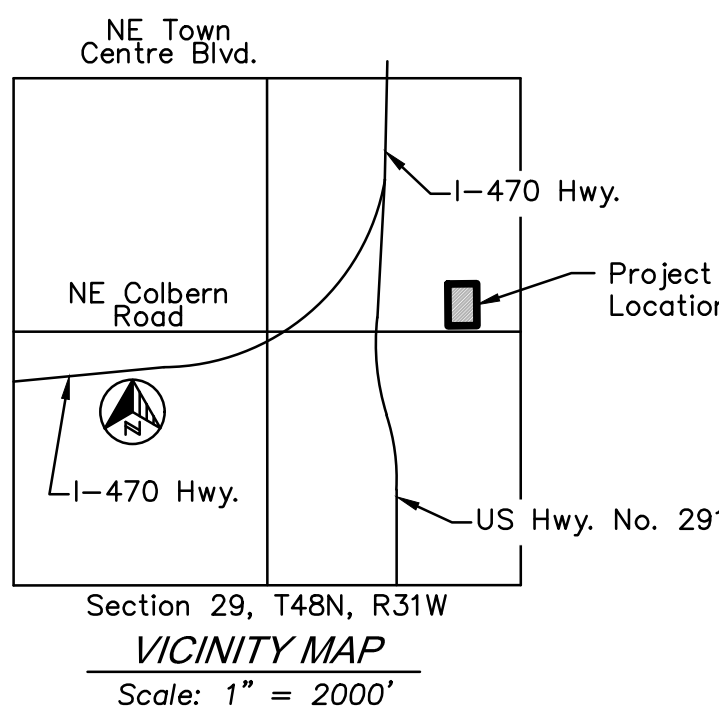 NE Town
Centre Blvd.
I-470 Hwy.
Project
Location
NE Colbern
Road
N
I-470 Hwy.
US Hwy. No. 291
Section 29, T48N, R31W
VICINITY MAP
Scale: 1" = 2000'